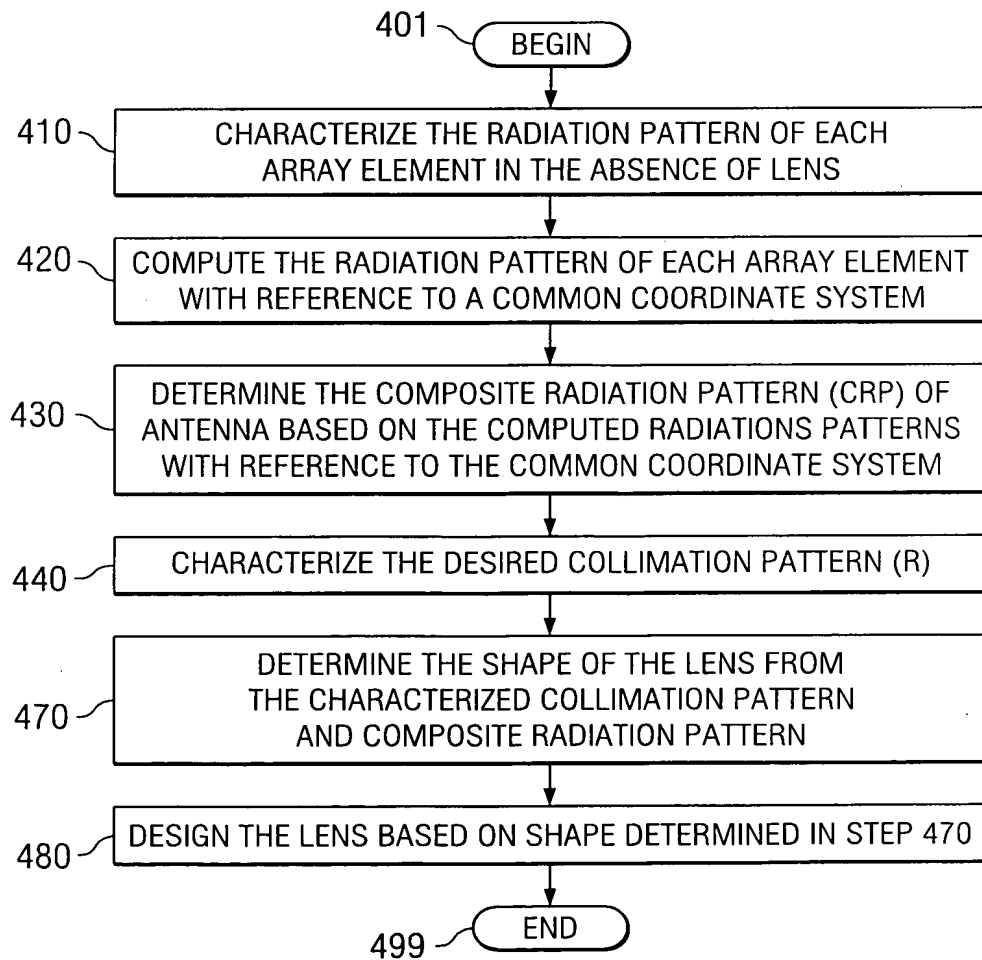 401
BEGIN
410
CHARACTERIZE THE RADIATION PATTERN OF EACH
ARRAY ELEMENT IN THE ABSENCE OF LENS
420
COMPUTE THE RADIATION PATTERN OF EACH ARRAY ELEMENT
WITH REFERENCE TO A COMMON COORDINATE SYSTEM
430
DETERMINE THE COMPOSITE RADIATION PATTERN (CRP) OF
ANTENNA BASED ON THE COMPUTED RADIATIONS PATTERNS
WITH REFERENCE TO THE COMMON COORDINATE SYSTEM
440
CHARACTERIZE THE DESIRED COLLIMATION PATTERN (R)
470
DETERMINE THE SHAPE OF THE LENS FROM
THE CHARACTERIZED COLLIMATION PATTERN
AND COMPOSITE RADIATION PATTERN
480
DESIGN THE LENS BASED ON SHAPE DETERMINED IN STEP 470
499
END